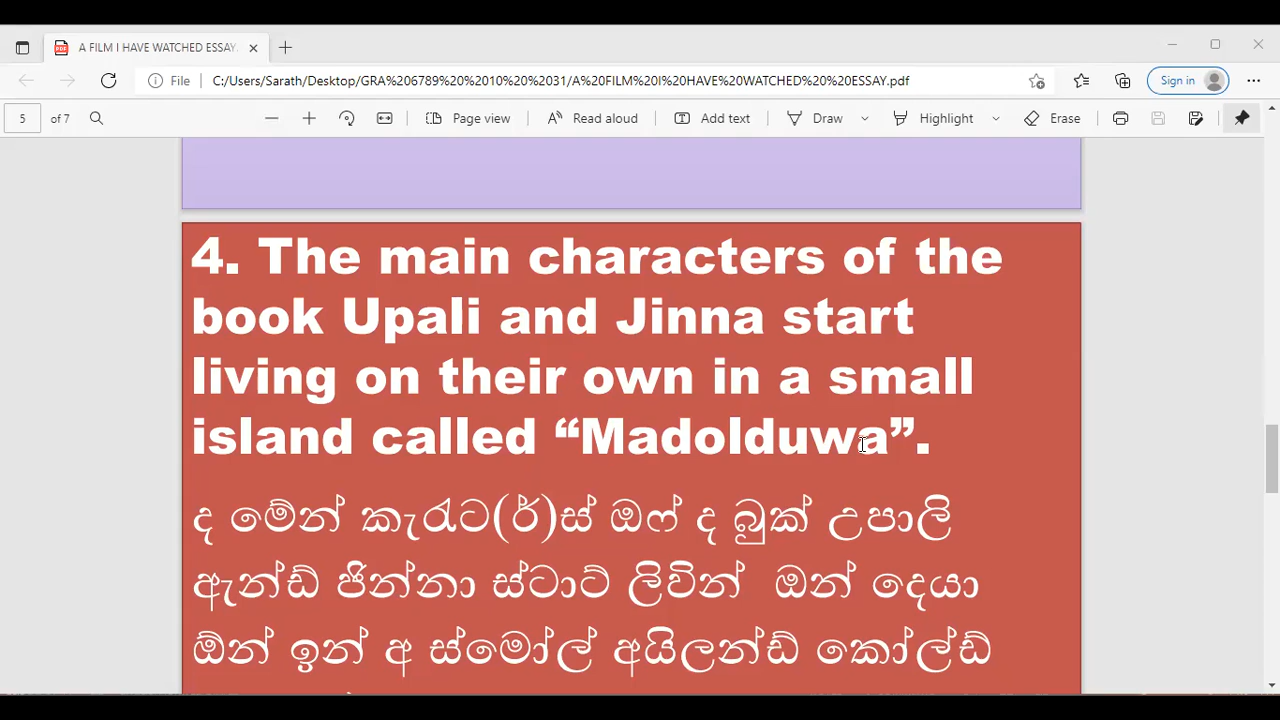 A FILM I HAVE WATCHED ESSAY.
File C:/Users/Sarath/Desktop/GRA%206789%20%2010%20%2031/A%20FILM%20I%20HAVE%20WATCHED%20%20ESSAY.pdf Sign in
5 of 7 Page view Read aloud Add text Draw Highlight Erase
4. The main characters of the
book Upali and Jinna start
living on their own in a small
island called “Madolduwa”.
ද මේන් කැරැට(ර්)ස් ඔෆ් ද බුක් උපාලි
ඇන්ඩ් ජින්නා ස්ටාට් ලිවින් ඔන් දෙයා
ඕන් ඉන් අ ස්මෝල් අයිලන්ඩ් කෝල්ඩ්